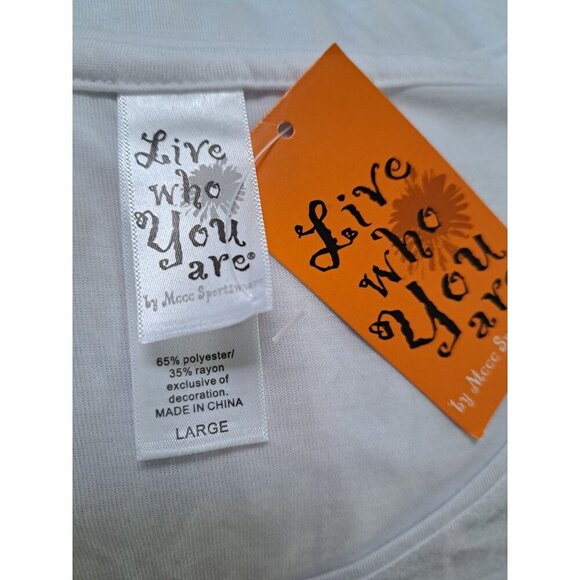 Live
who
You
are®
by Mccc Sportswear
65% polyester/
35% rayon
exclusive of
decoration.
MADE IN CHINA
LARGE
Live
who
You
are
by Mccc